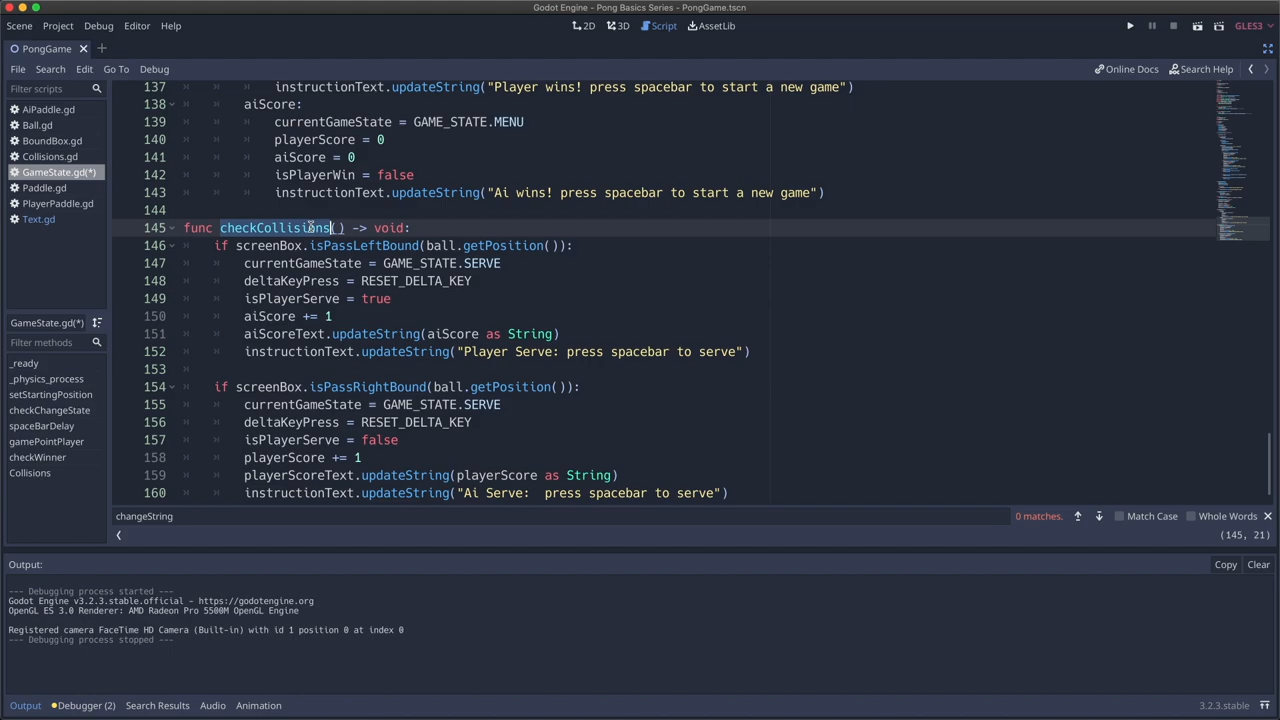 Godot Engine - Pong Basics Series - PongGame.tscn
Scene Project Debug Editor Help 2D 3D Script AssetLib GLES3
PongGame
File Search Edit Go To Debug Online Docs Search Help
Filter scripts
AiPaddle.gd
Ball.gd
BoundBox.gd
Collisions.gd
GameState.gd(*)
Paddle.gd
PlayerPaddle.gd
Text.gd
GameState.gd(*)
Filter methods
_ready
_physics_process
setStartingPosition
checkChangeState
spaceBarDelay
gamePointPlayer
checkWinner
Collisions
137 instructionText.updateString("Player wins! press spacebar to start a new game")
138 aiScore:
139 currentGameState = GAME_STATE.MENU
140 playerScore = 0
141 aiScore = 0
142 isPlayerWin = false
143 instructionText.updateString("Ai wins! press spacebar to start a new game")
144
145 func checkCollisions() -> void:
146 if screenBox.isPassLeftBound(ball.getPosition()):
147 currentGameState = GAME_STATE.SERVE
148 deltaKeyPress = RESET_DELTA_KEY
149 isPlayerServe = true
150 aiScore += 1
151 aiScoreText.updateString(aiScore as String)
152 instructionText.updateString("Player Serve: press spacebar to serve")
153
154 if screenBox.isPassRightBound(ball.getPosition()):
155 currentGameState = GAME_STATE.SERVE
156 deltaKeyPress = RESET_DELTA_KEY
157 isPlayerServe = false
158 playerScore += 1
159 playerScoreText.updateString(playerScore as String)
160 instructionText.updateString("Ai Serve:  press spacebar to serve")
changeString 0 matches. Match Case Whole Words
(145, 21)
Output: Copy Clear
--- Debugging process started ---
Godot Engine v3.2.3.stable.official - https://godotengine.org
OpenGL ES 3.0 Renderer: AMD Radeon Pro 5500M OpenGL Engine
Registered camera FaceTime HD Camera (Built-in) with id 1 position 0 at index 0
--- Debugging process stopped ---
Output Debugger (2) Search Results Audio Animation 3.2.3.stable